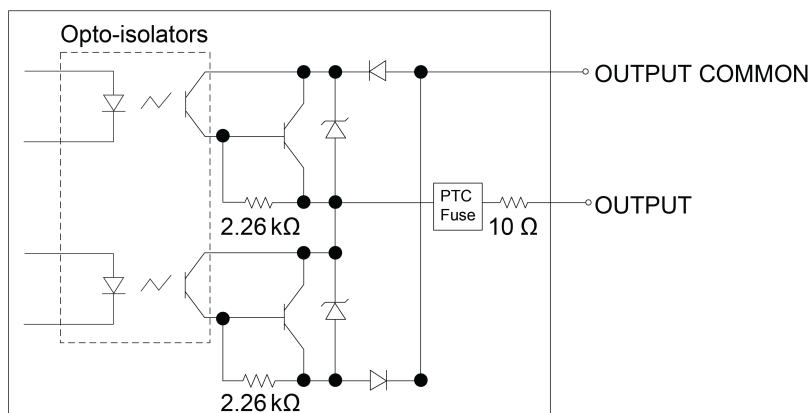 Opto-isolators
OUTPUT COMMON
PTC
Fuse
OUTPUT
2.26 kΩ
10 Ω
2.26 kΩ